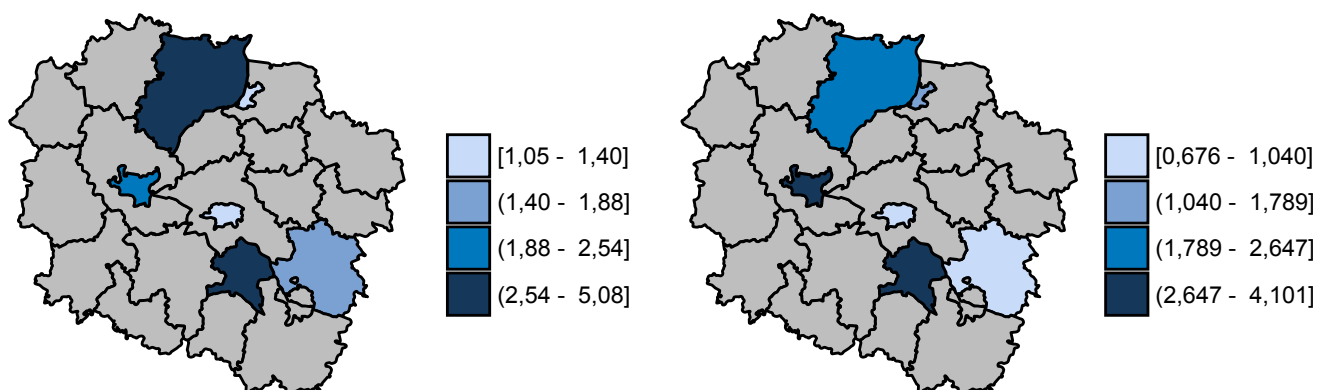 [1,05 - 1,40]
(1,40 - 1,88]
(1,88 - 2,54]
(2,54 - 5,08]
[0,676 - 1,040]
(1,040 - 1,789]
(1,789 - 2,647]
(2,647 - 4,101]